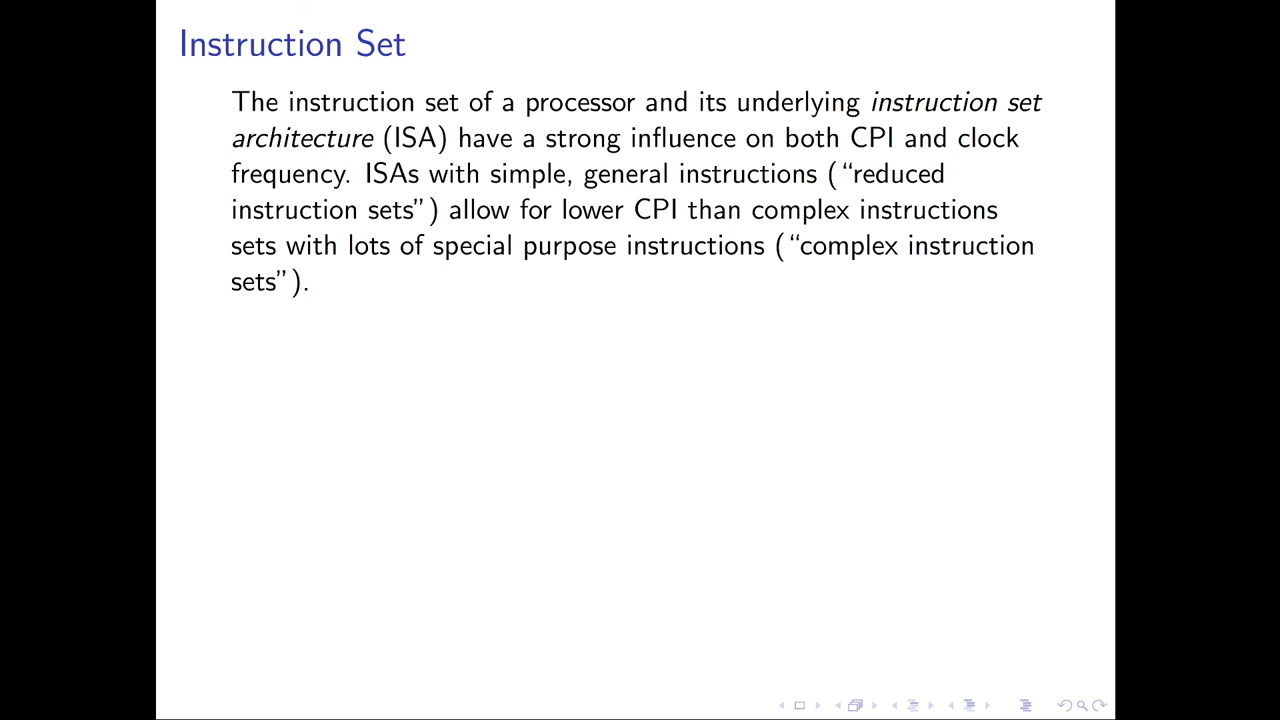 Instruction Set
The instruction set of a processor and its underlying instruction set
architecture (ISA) have a strong influence on both CPI and clock
frequency. ISAs with simple, general instructions (“reduced
instruction sets”) allow for lower CPI than complex instructions
sets with lots of special purpose instructions (“complex instruction
sets”).